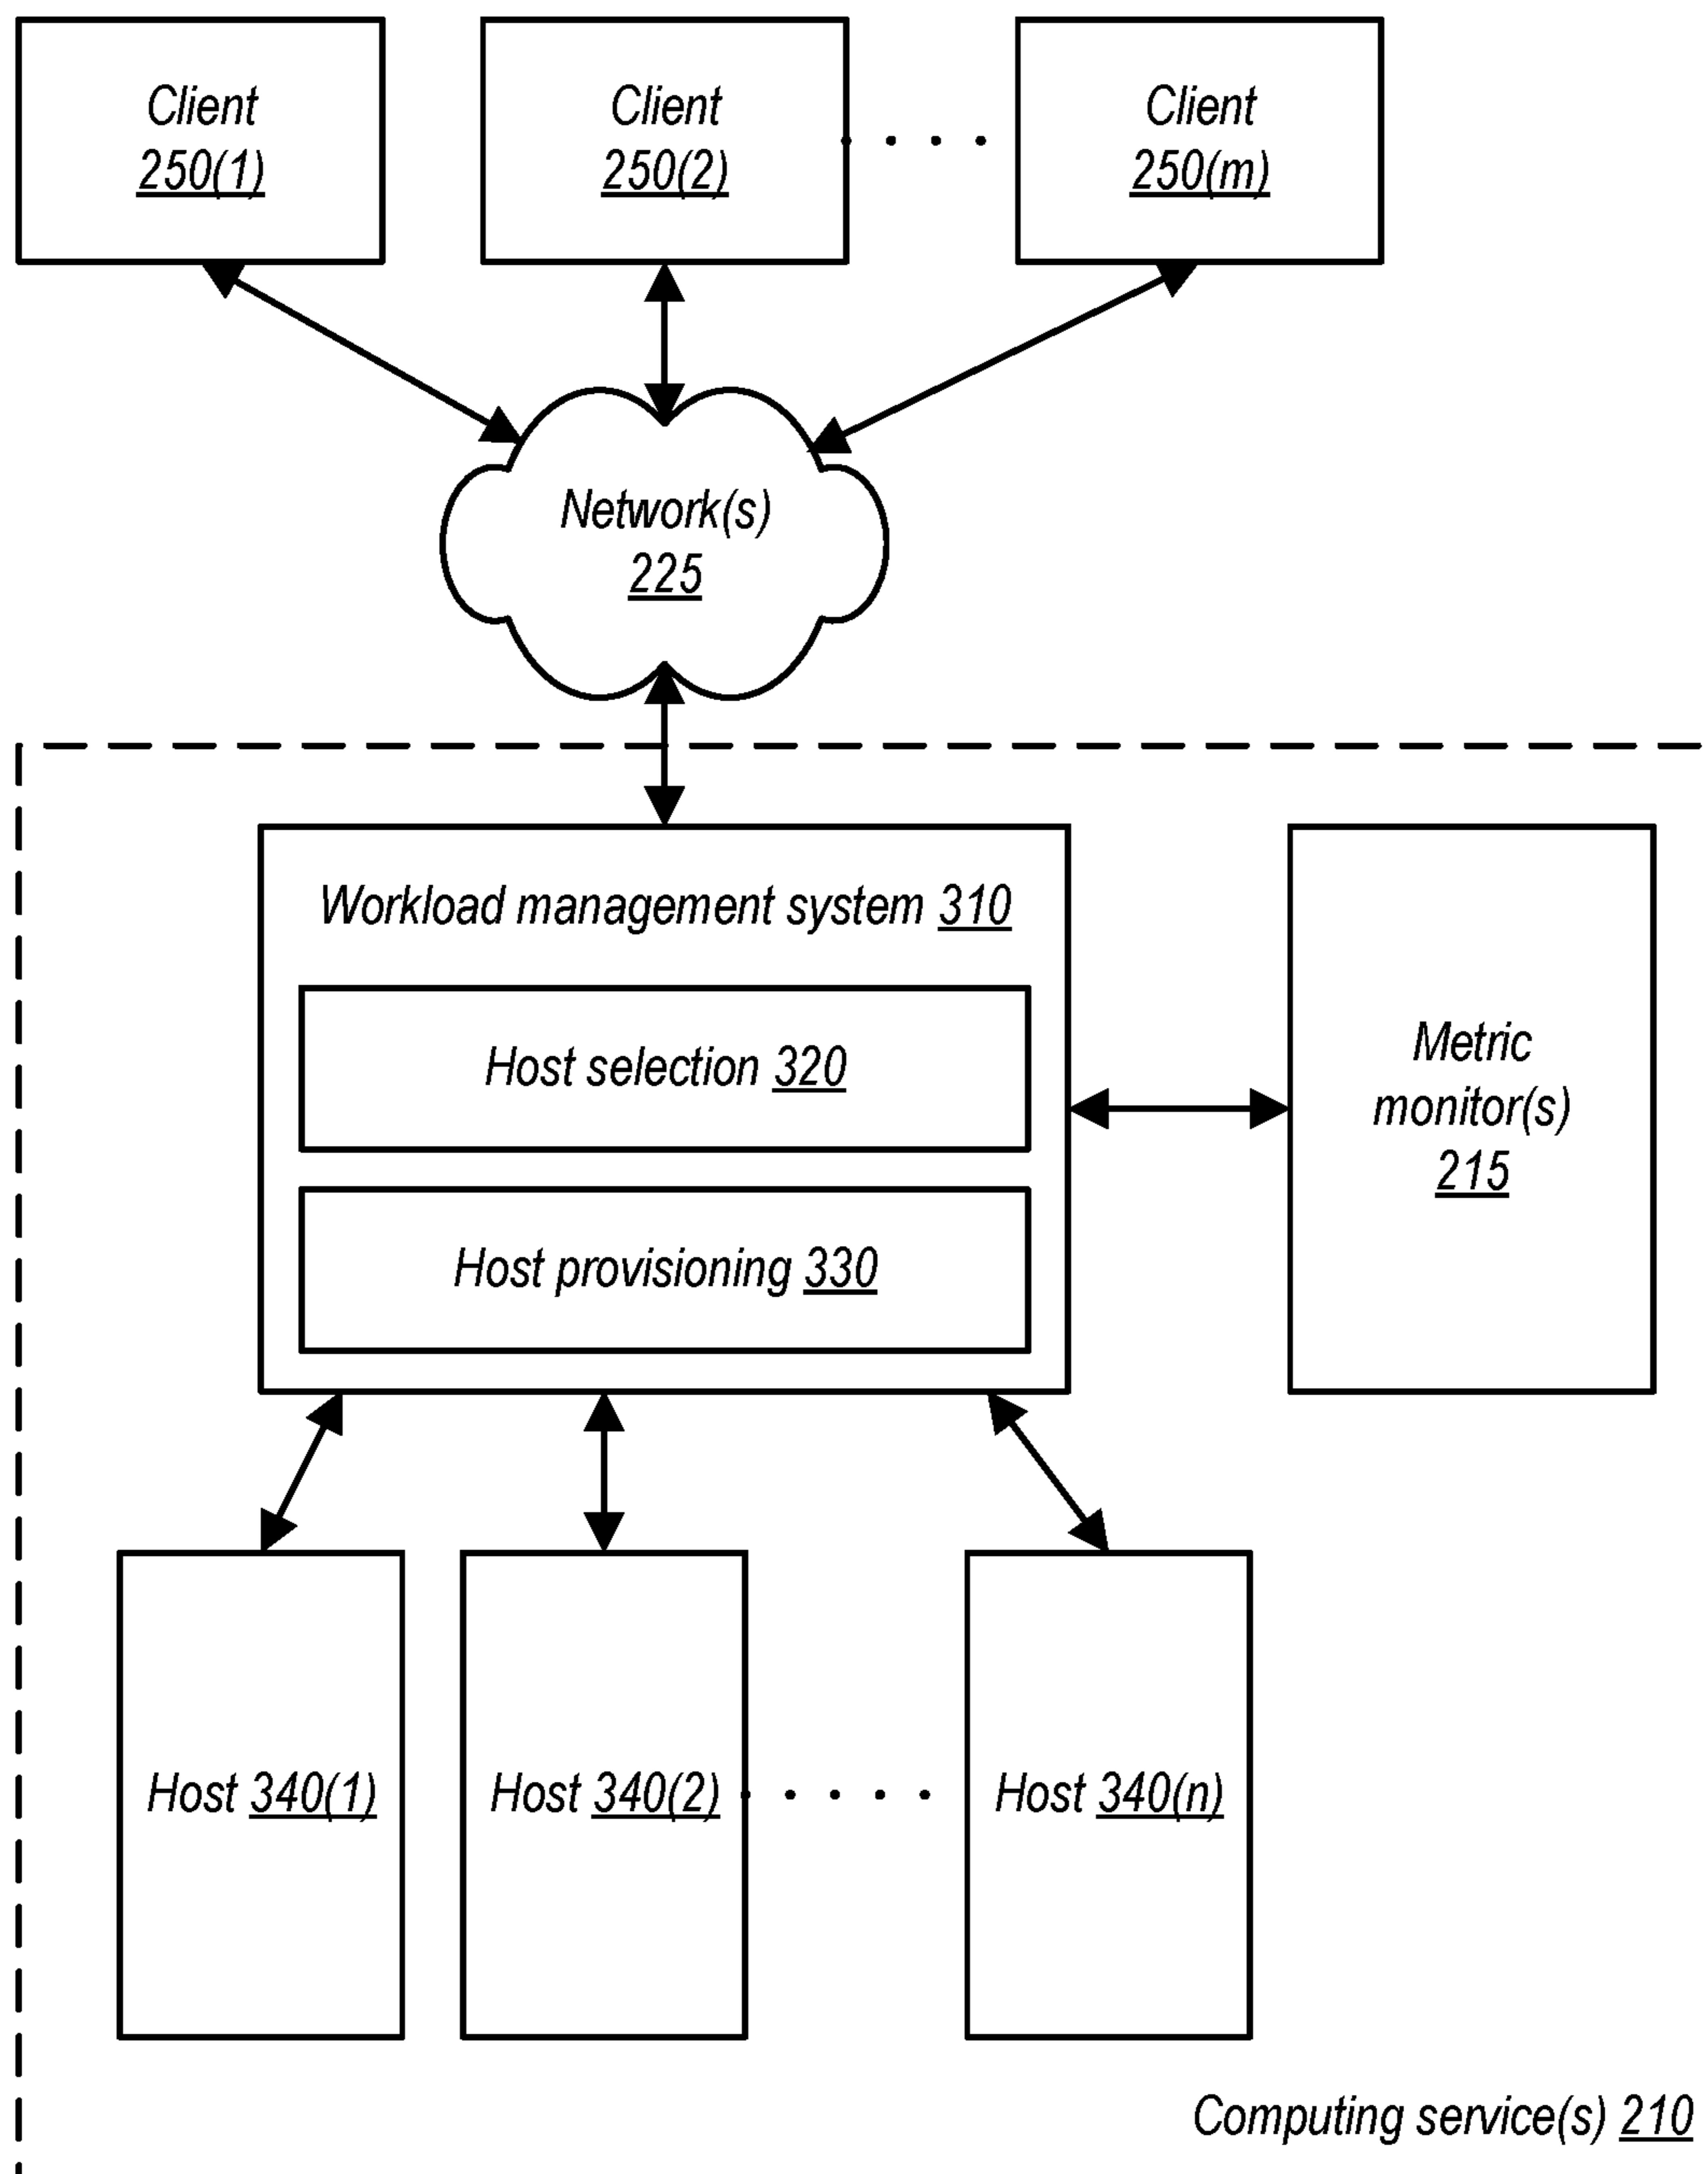 Client
250(1)
Client
250(2)
Client
250(m)
Network(s)
225
Workload management system 310
Host selection 320
Host provisioning 330
Metric
monitor(s)
215
Host 340(1)
Host 340(2)
Host 340(n)
Computing service(s) 210